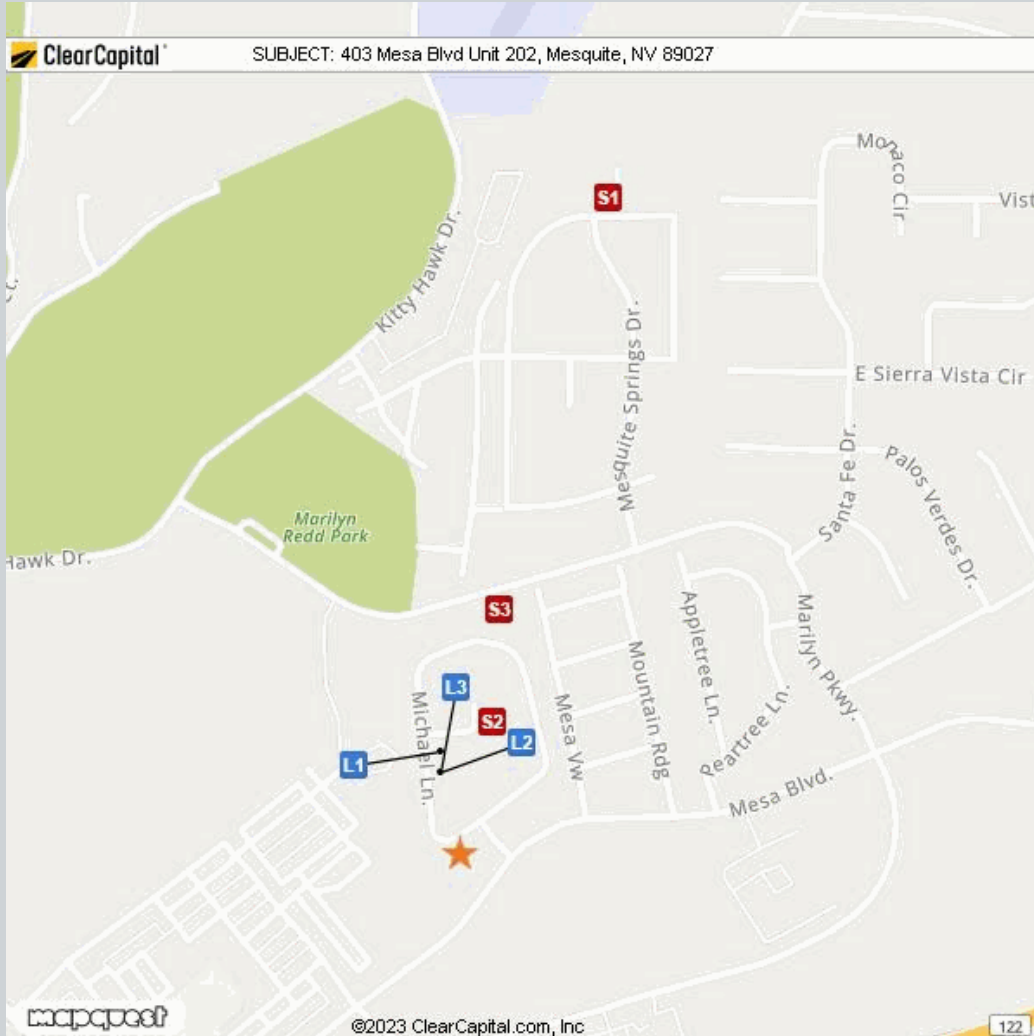 ClearCapital
SUBJECT: 403 Mesa Blvd Unit 202, Mesquite, NV 89027
Monaco Cir
Vist
S1
Kitty Hawk Dr.
Mesquite Springs Dr.
E Sierra Vista Cir
Santa Fe Dr.
Palos Verdes Dr.
Marilyn
Redd Park
Hawk Dr.
S3
Appletree Ln.
Marilyn Pkwy.
Mountain Rdg
L3
Michael Ln.
S2
Mesa Vw
L2
Peartree Ln.
L1
Mesa Blvd.
mapquest
©2023 ClearCapital.com, Inc
122